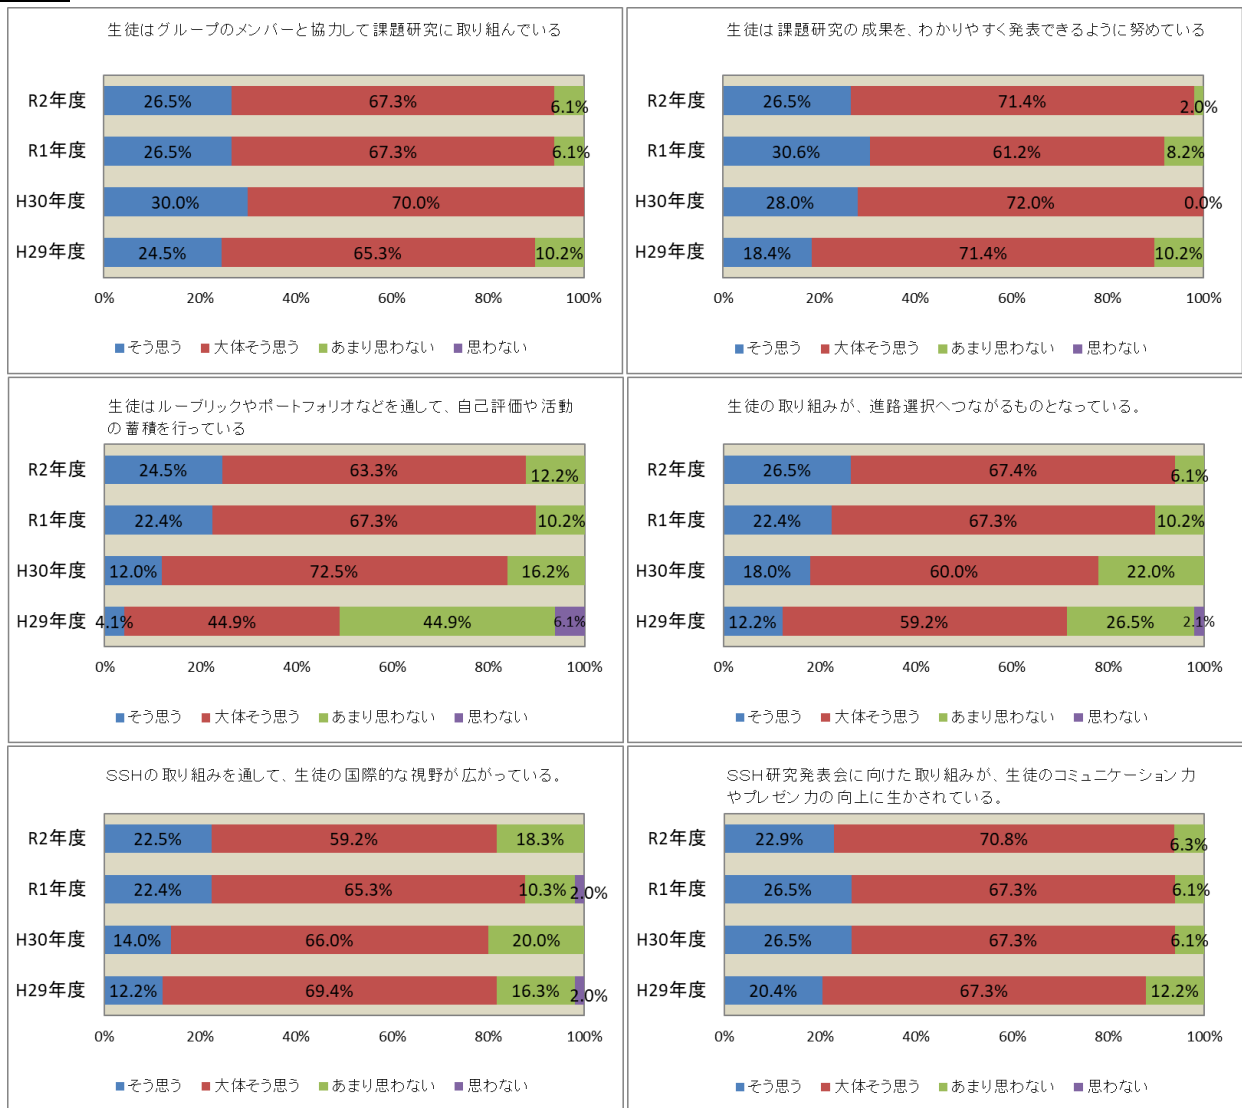 生徒はグループのメンバーと協力して課題研究に取り組んでいる
R2年度 26.5% 67.3% 6.1%
R1年度 26.5% 67.3% 6.1%
H30年度 30.0% 70.0%
H29年度 24.5% 65.3% 10.2%
0% 20% 40% 60% 80% 100%
そう思う 大体そう思う あまり思わない 思わない
生徒は課題研究の成果を、わかりやすく発表できるように努めている
R2年度 26.5% 71.4% 2.0%
R1年度 30.6% 61.2% 8.2%
H30年度 28.0% 72.0% 0.0%
H29年度 18.4% 71.4% 10.2%
0% 20% 40% 60% 80% 100%
そう思う 大体そう思う あまり思わない 思わない
生徒はルーブリックやポートフォリオなどを通して、自己評価や活動
の蓄積を行っている
R2年度 24.5% 63.3% 12.2%
R1年度 22.4% 67.3% 10.2%
H30年度 12.0% 72.5% 16.2%
H29年度 4.1% 44.9% 44.9% 6.1%
0% 20% 40% 60% 80% 100%
そう思う 大体そう思う あまり思わない 思わない
生徒の取り組みが、進路選択へつながるものとなっている。
R2年度 26.5% 67.4% 6.1%
R1年度 22.4% 67.3% 10.2%
H30年度 18.0% 60.0% 22.0%
H29年度 12.2% 59.2% 26.5% 2.1%
0% 20% 40% 60% 80% 100%
そう思う 大体そう思う あまり思わない 思わない
SSHの取り組みを通して、生徒の国際的な視野が広がっている。
R2年度 22.5% 59.2% 18.3%
R1年度 22.4% 65.3% 10.3% 2.0%
H30年度 14.0% 66.0% 20.0%
H29年度 12.2% 69.4% 16.3% 2.0%
0% 20% 40% 60% 80% 100%
そう思う 大体そう思う あまり思わない 思わない
SSH研究発表会に向けた取り組みが、生徒のコミュニケーション力
やプレゼン力の向上に生かされている。
R2年度 22.9% 70.8% 6.3%
R1年度 26.5% 67.3% 6.1%
H30年度 26.5% 67.3% 6.1%
H29年度 20.4% 67.3% 12.2%
0% 20% 40% 60% 80% 100%
そう思う 大体そう思う あまり思わない 思わない